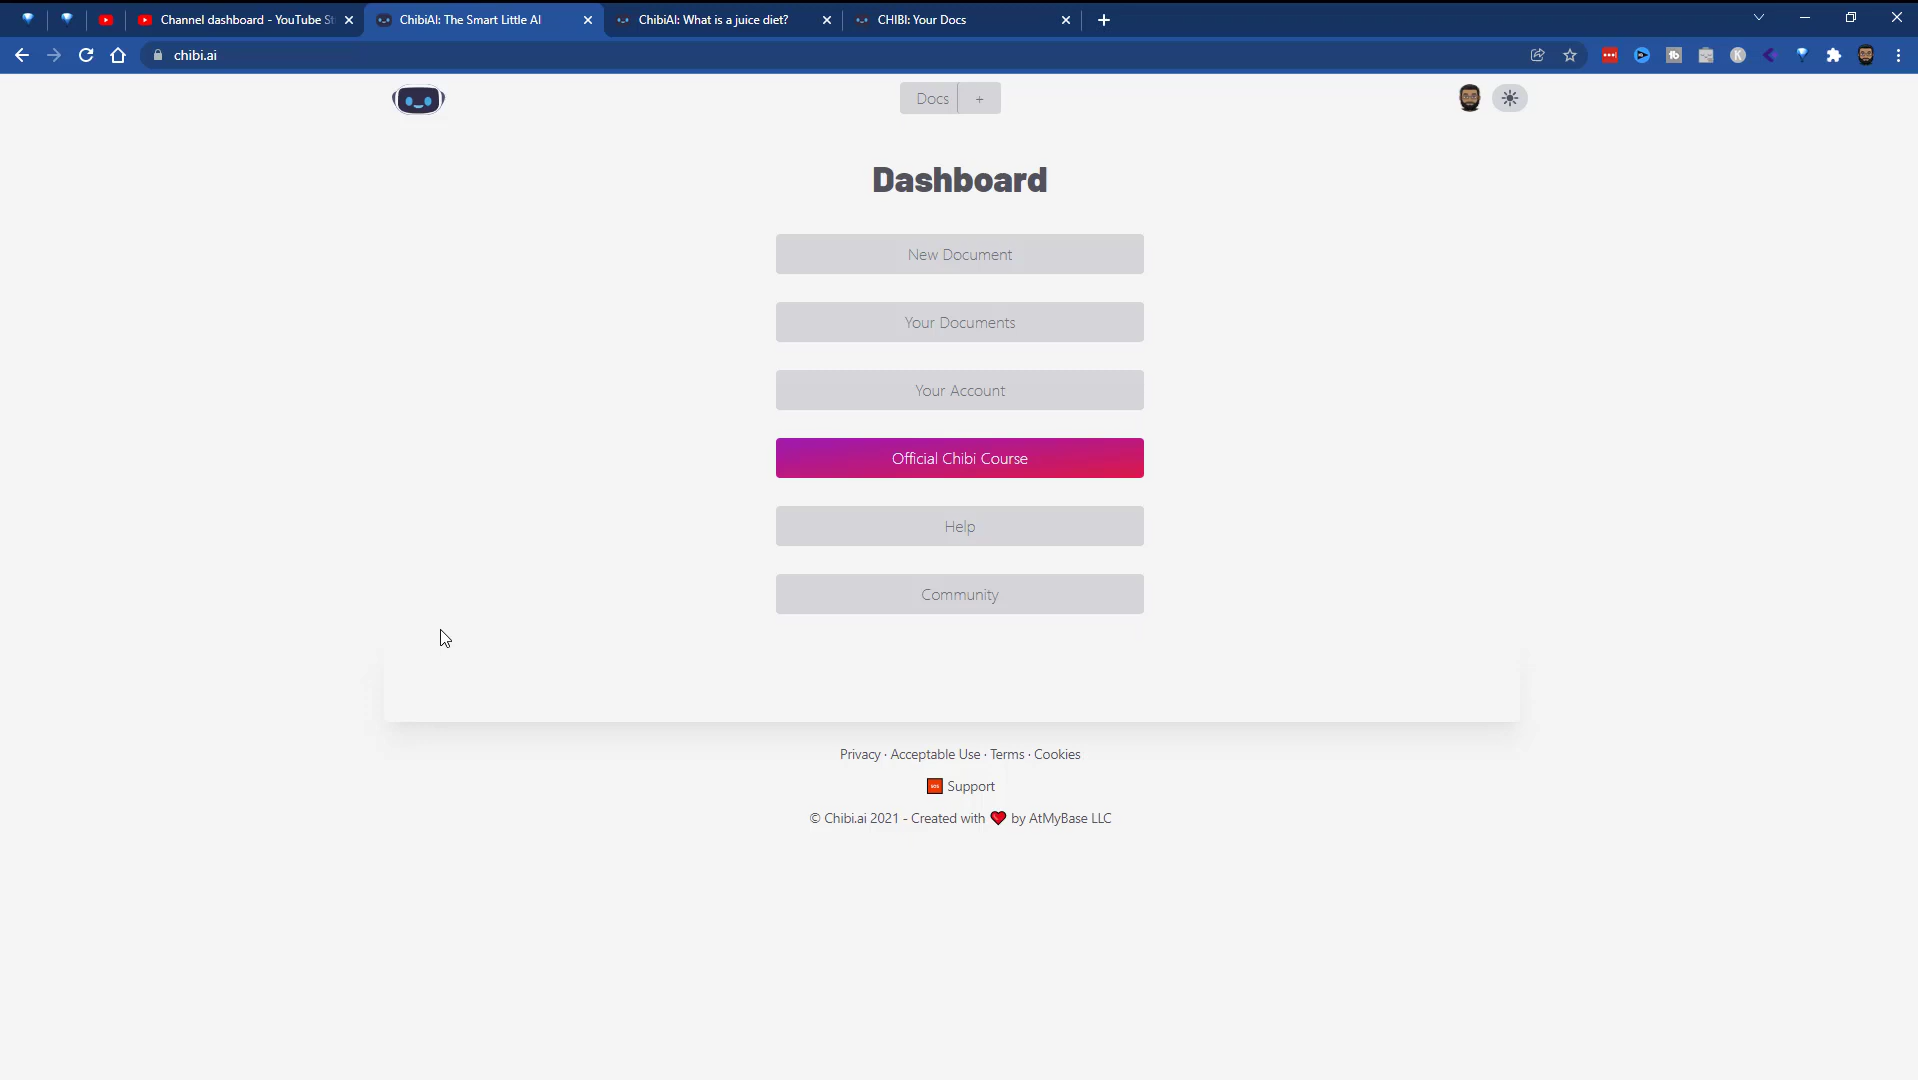 Channel dashboard - YouTube S
ChibiAI: The Smart Little AI
ChibiAI: What is a juice diet?
CHIBI: Your Docs
chibi.ai
Docs +
Dashboard
New Document
Your Documents
Your Account
Official Chibi Course
Help
Community
Privacy · Acceptable Use · Terms · Cookies
Support
© Chibi.ai 2021 - Created with ❤️ by AtMyBase LLC